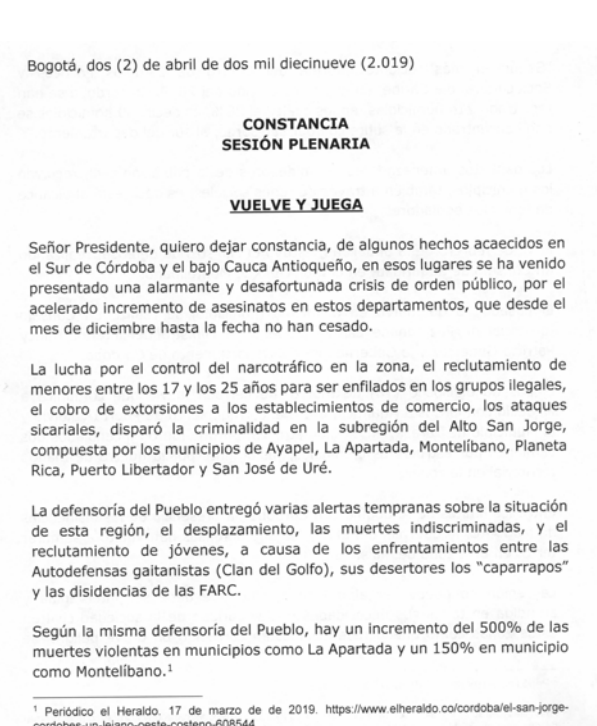 Bogotá, dos (2) de abril de dos mil diecinueve (2.019)
CONSTANCIA
SESIÓN PLENARIA
VUELVE Y JUEGA
Señor Presidente, quiero dejar constancia, de algunos hechos acaecidos en
el Sur de Córdoba y el bajo Cauca Antioqueño, en esos lugares se ha venido
presentado una alarmante y desafortunada crisis de orden público, por el
acelerado incremento de asesinatos en estos departamentos, que desde el
mes de diciembre hasta la fecha no han cesado.
La lucha por el control del narcotráfico en la zona, el reclutamiento de
menores entre los 17 y los 25 años para ser enfilados en los grupos ilegales,
el cobro de extorsiones a los establecimientos de comercio, los ataques
sicariales, disparó la criminalidad en la subregión del Alto San Jorge,
compuesta por los municipios de Ayapel, La Apartada, Montelíbano, Planeta
Rica, Puerto Libertador y San José de Uré.
La defensoría del Pueblo entregó varias alertas tempranas sobre la situación
de esta región, el desplazamiento, las muertes indiscriminadas, y el
reclutamiento de jóvenes, a causa de los enfrentamientos entre las
Autodefensas gaitanistas (Clan del Golfo), sus desertores los “caparrapos”
y las disidencias de las FARC.
Según la misma defensoría del Pueblo, hay un incremento del 500% de las
muertes violentas en municipios como La Apartada y un 150% en municipio
como Montelíbano.¹
¹ Periódico el Heraldo. 17 de marzo de de 2019. https://www.elheraldo.co/cordoba/el-san-jorge-
cordobes-un-lejano-oeste-costeno-608544